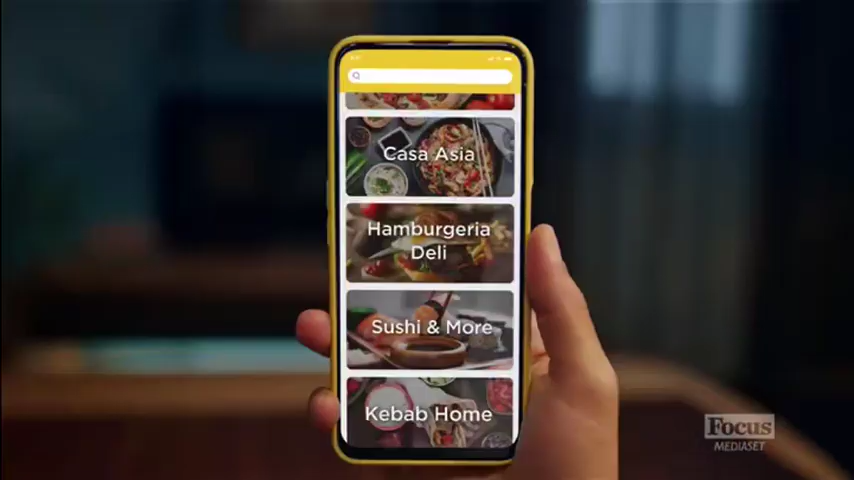 Casa Asia
Hamburgeria
Deli
Sushi & More
Kebab Home
Focus
MEDIASET